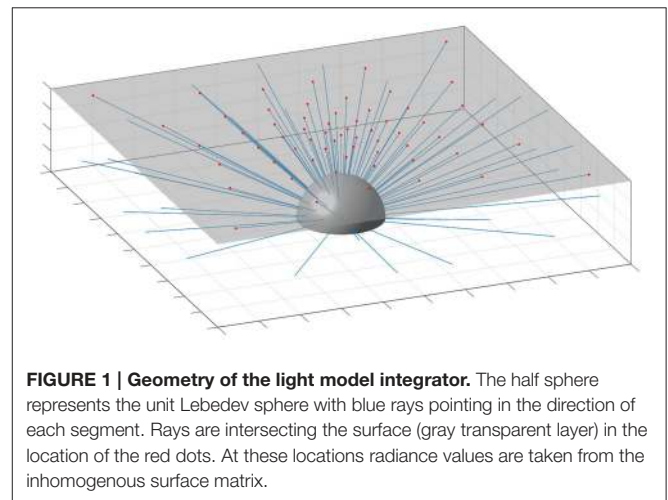 FIGURE 1 | Geometry of the light model integrator. The half sphere
represents the unit Lebedev sphere with blue rays pointing in the direction of
each segment. Rays are intersecting the surface (gray transparent layer) in the
location of the red dots. At these locations radiance values are taken from the
inhomogenous surface matrix.